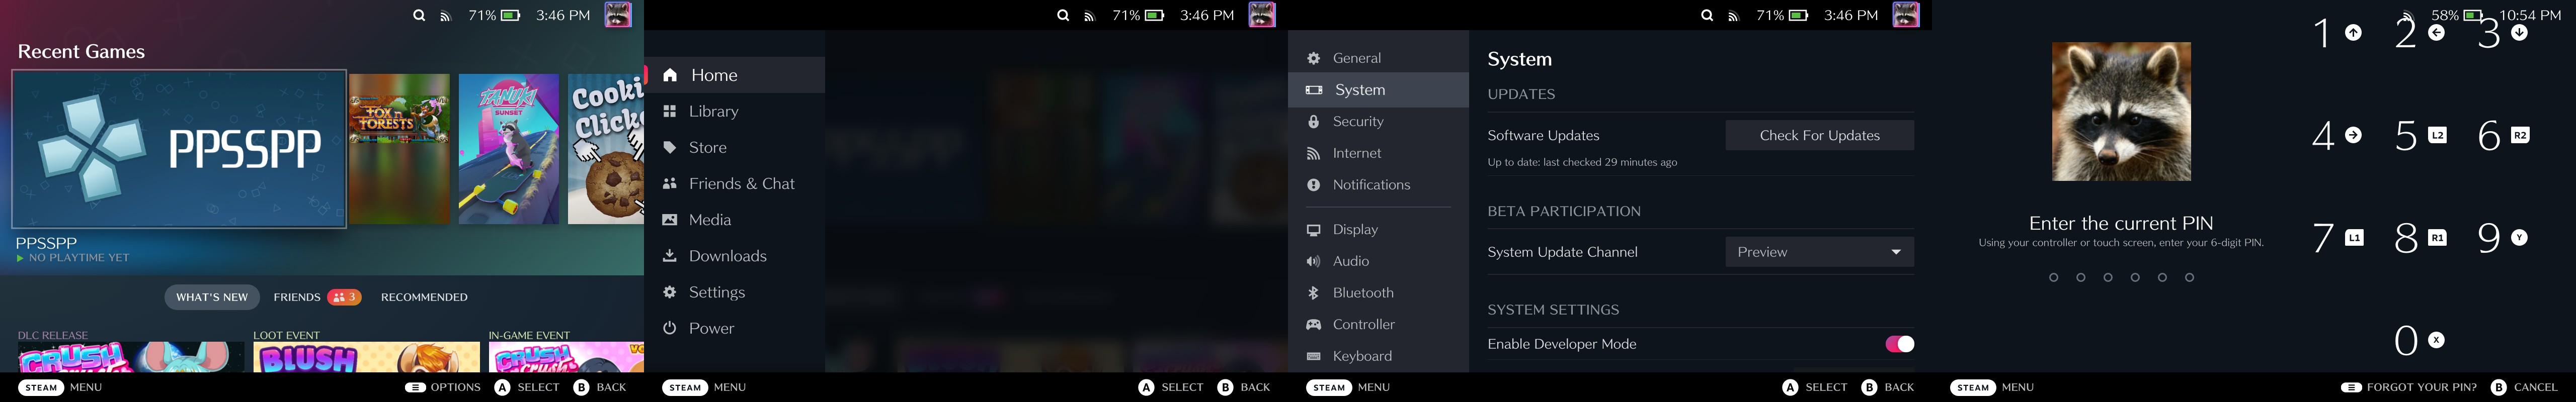 71% 3:46 PM
Recent Games
PPSSPP
FOX n FORESTS
TANUKI
SUNSET
Cooki
Click
PPSSPP
NO PLAYTIME YET
WHAT'S NEW FRIENDS 3 RECOMMENDED
DLC RELEASE LOOT EVENT IN-GAME EVENT
CRUSH BLUSH CRUSH
STEAM MENU OPTIONS A SELECT B BACK
71% 3:46 PM
Home
Library
Store
Friends & Chat
Media
Downloads
Settings
Power
STEAM MENU A SELECT B BACK
71% 3:46 PM
General
System
Security
Internet
Notifications
Display
Audio
Bluetooth
Controller
Keyboard
System
UPDATES
Software Updates Check For Updates
Up to date: last checked 29 minutes ago
BETA PARTICIPATION
System Update Channel Preview
SYSTEM SETTINGS
Enable Developer Mode
STEAM MENU A SELECT B BACK
58% 10:54 PM
Enter the current PIN
Using your controller or touch screen, enter your 6-digit PIN.
1 2 3
4 5 L2 6 R2
7 L1 8 R1 9 Y
0 X
STEAM MENU FORGOT YOUR PIN? B CANCEL